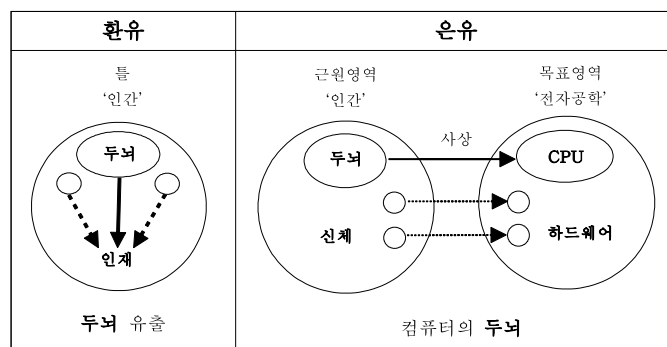 환유
은유
틀
‘인간’
두뇌
인재
두뇌 유출
근원영역
‘인간’
목표영역
‘전자공학’
두뇌
사상
CPU
신체
하드웨어
컴퓨터의 두뇌